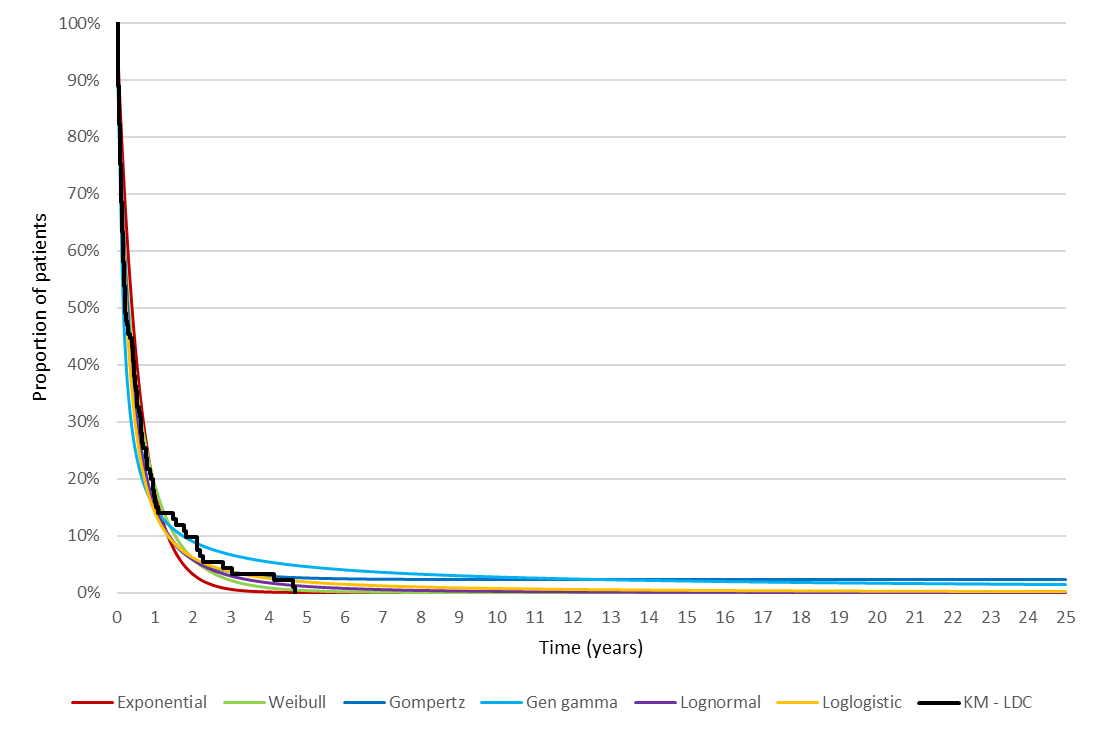 100%
90%
80%
70%
60%
50%
40%
30%
20%
10%
0%
Proportion of patients
0 1 2 3 4 5 6 7 8 9 10 11 12 13 14 15 16 17 18 19 20 21 22 23 24 25
Time (years)
Exponential Weibull Gompertz Gen gamma Lognormal Loglogistic KM - LDC